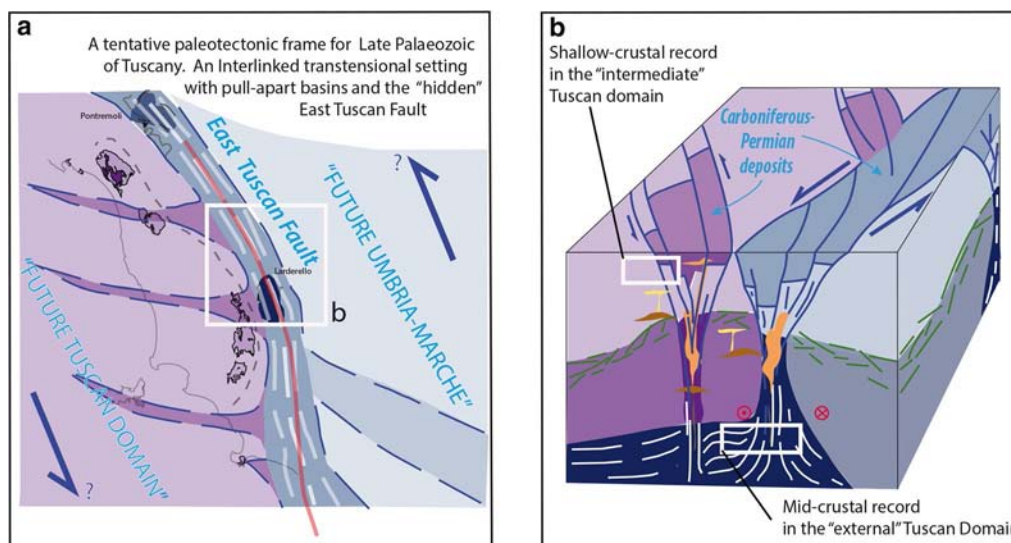 a
A tentative paleotectonic frame for Late Palaeozoic
of Tuscany. An Interlinked transtensional setting
with pull-apart basins and the "hidden"
East Tuscan Fault
Pontremoli
East Tuscan Fault
?
"FUTURE UMBRIA-MARCHE"
Larderello
b
"FUTURE TUSCAN DOMAIN"
?
b
Shallow-crustal record
in the "intermediate"
Tuscan domain
Carboniferous-
Permian
deposits
Mid-crustal record
in the "external" Tuscan Domain